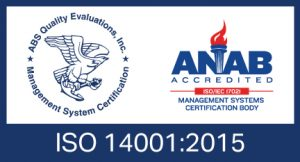 ABS Quality Evaluations, Inc.
Management System Certification
ANAB
ACCREDITED
ISO/IEC 17021
MANAGEMENT SYSTEMS
CERTIFICATION BODY
ISO 14001:2015